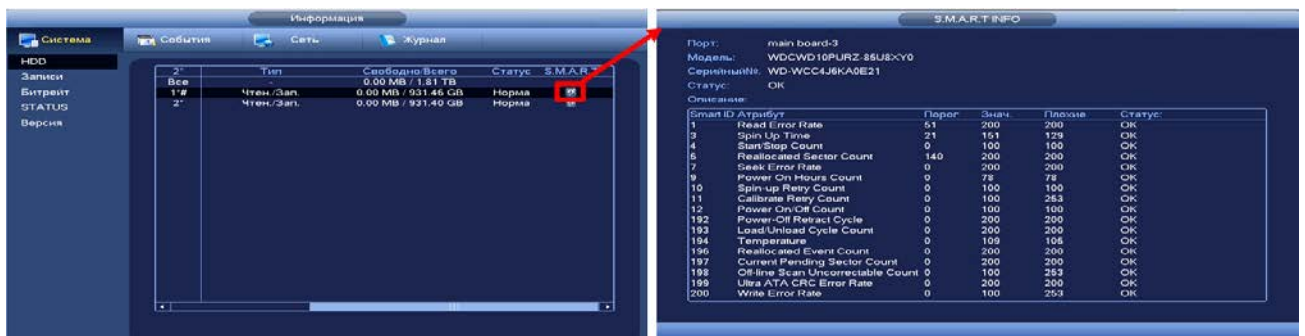 Информация
Система События Сеть Журнал
HDD
Записи
Битрейт
STATUS
Версия
2* Тип Свободно/Всего Статус S.M.A.R.T
Все - 0.00 MB / 1.81 TB
1*# Чтен./Зап. 0.00 MB / 931.46 GB Норма
2* Чтен./Зап. 0.00 MB / 931.40 GB Норма
S.M.A.R.T INFO
Порт: main board-3
Модель: WDCWD10PURZ-85U8XY0
Серийный№: WD-WCC4J6KA0E21
Статус: OK
Описание:
Smart ID Атрибут Порог Знач. Плохие Статус:
1 Read Error Rate 51 200 200 OK
3 Spin Up Time 21 151 129 OK
4 Start/Stop Count 0 100 100 OK
5 Reallocated Sector Count 140 200 200 OK
7 Seek Error Rate 0 200 200 OK
9 Power On Hours Count 0 78 78 OK
10 Spin-up Retry Count 0 100 100 OK
11 Calibrate Retry Count 0 100 253 OK
12 Power On/Off Count 0 100 100 OK
192 Power-Off Retract Cycle 0 200 200 OK
193 Load/Unload Cycle Count 0 200 200 OK
194 Temperature 0 109 105 OK
196 Reallocated Event Count 0 200 200 OK
197 Current Pending Sector Count 0 200 200 OK
198 Off-line Scan Uncorrectable Count 0 100 253 OK
199 Ultra ATA CRC Error Rate 0 200 200 OK
200 Write Error Rate 0 100 253 OK